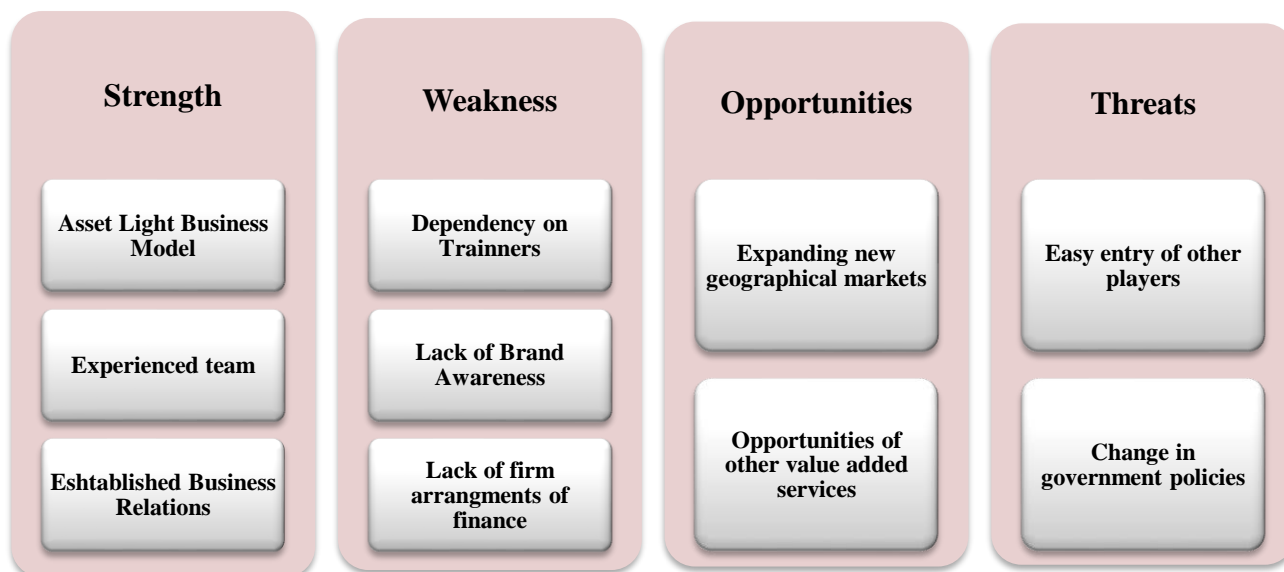 Strength
Asset Light Business
Model
Experienced team
Eshtablished Business
Relations
Weakness
Dependency on
Trainners
Lack of Brand
Awareness
Lack of firm
arrangments of
finance
Opportunities
Expanding new
geographical markets
Opportunities of
other value added
services
Threats
Easy entry of other
players
Change in
government policies